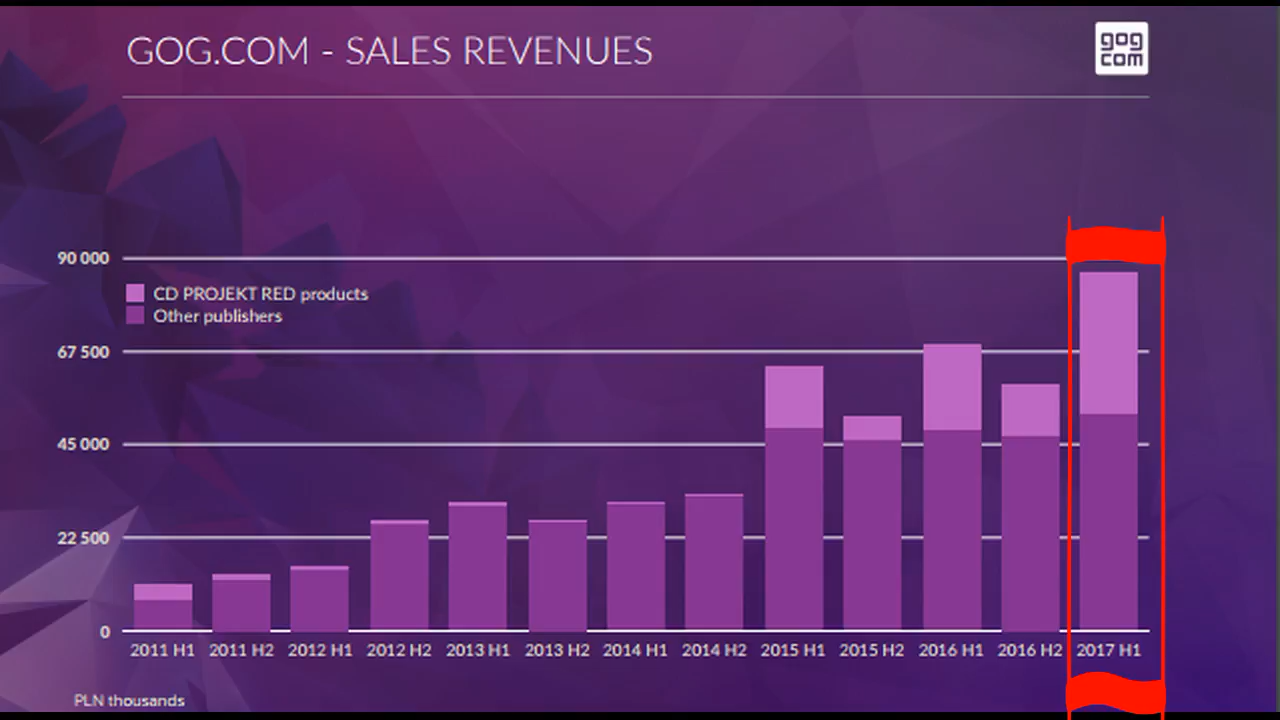 GOG.COM - SALES REVENUES
gog
com
90 000
CD PROJEKT RED products
Other publishers
67 500
45 000
22 500
0
2011 H1 2011 H2 2012 H1 2012 H2 2013 H1 2013 H2 2014 H1 2014 H2 2015 H1 2015 H2 2016 H1 2016 H2 2017 H1
PLN thousands